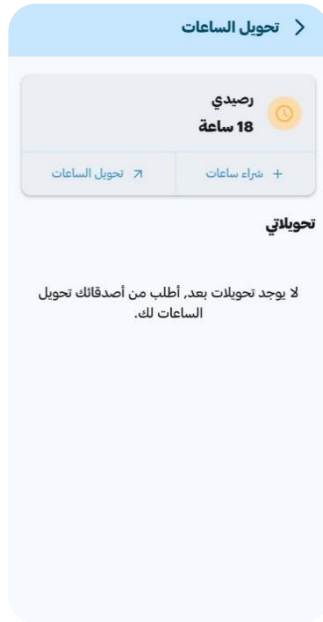 تحويل الساعات
رصيدي
18 ساعة
+ شراء ساعات
تحويل الساعات
تحويلاتي
لا يوجد تحويلات بعد, أطلب من أصدقائك تحويل
الساعات لك.